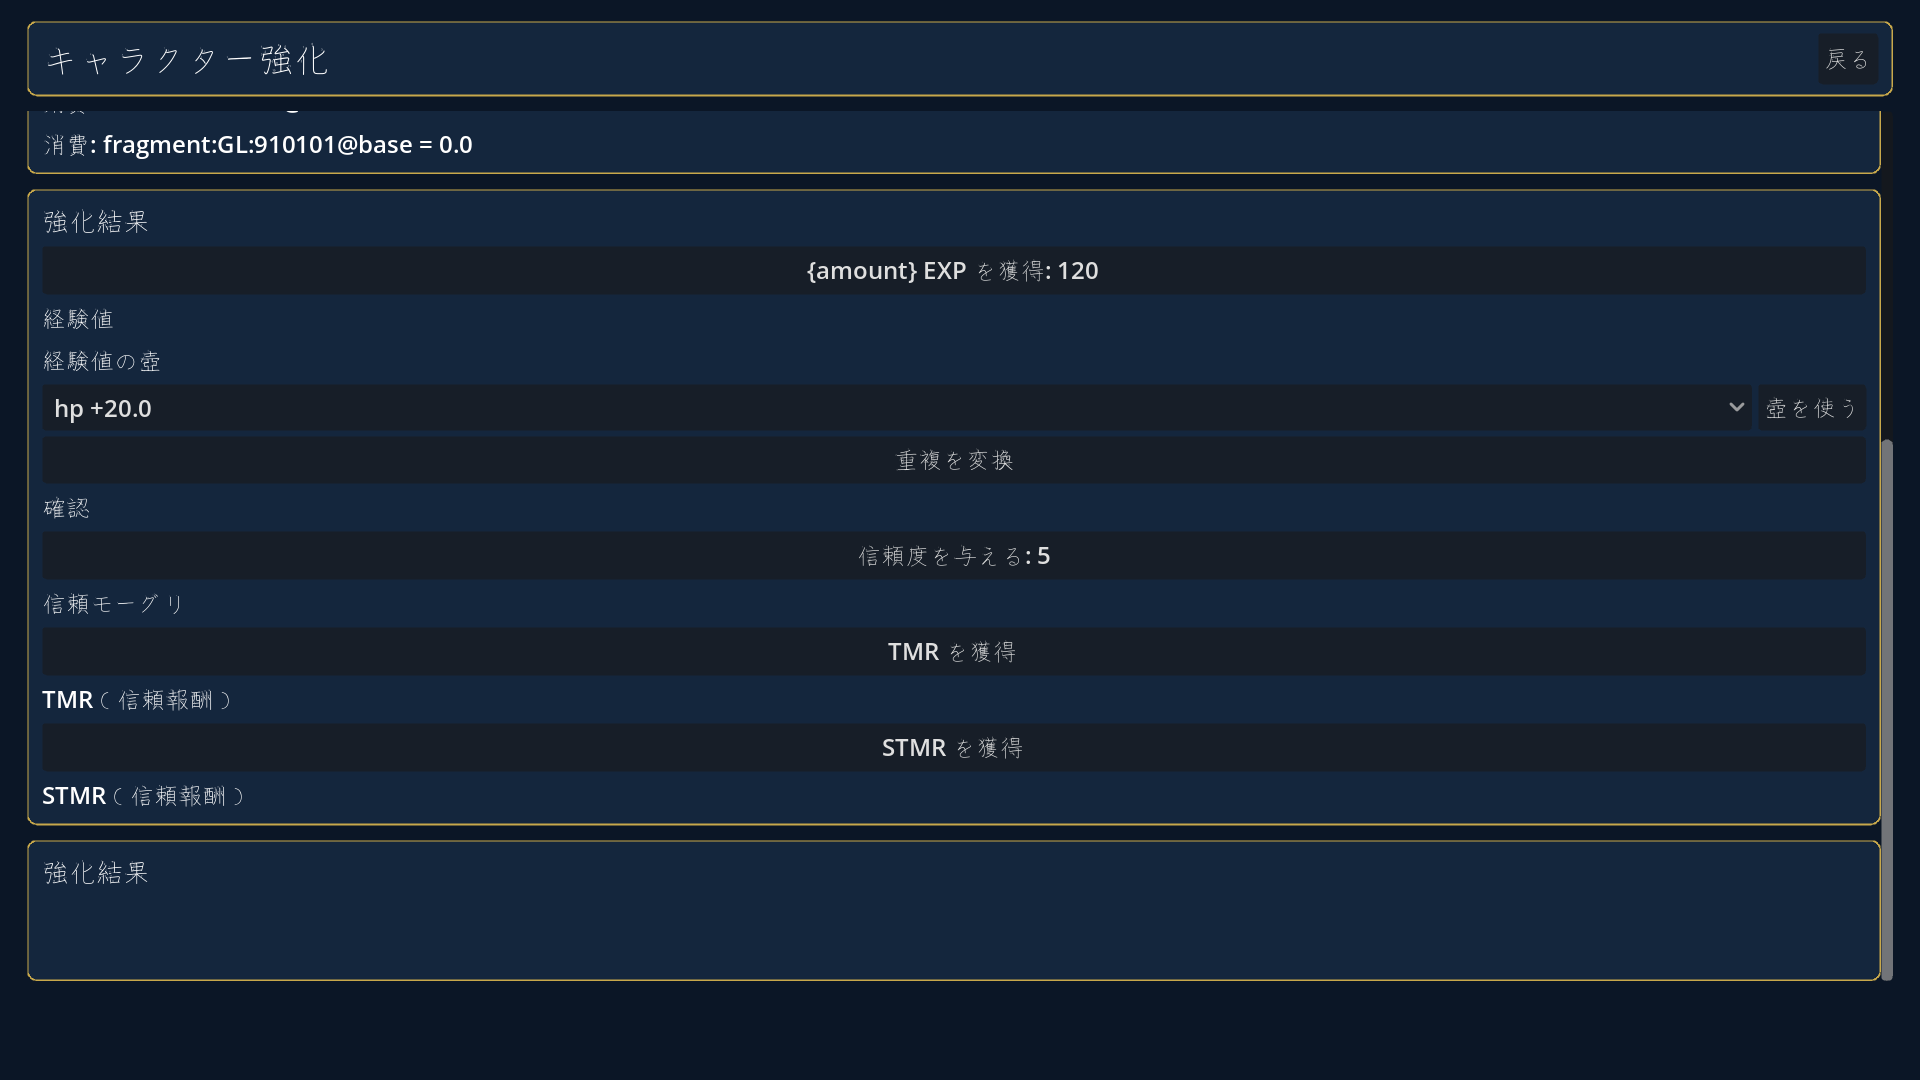 キャラクター強化
戻る
消費: fragment:GL:910101@base = 0.0
強化結果
{amount} EXP を獲得: 120
経験値
経験値の壺
hp +20.0
壺を使う
重複を変換
確認
信頼度を与える: 5
信頼モーグリ
TMR を獲得
TMR（信頼報酬）
STMR を獲得
STMR（信頼報酬）
強化結果